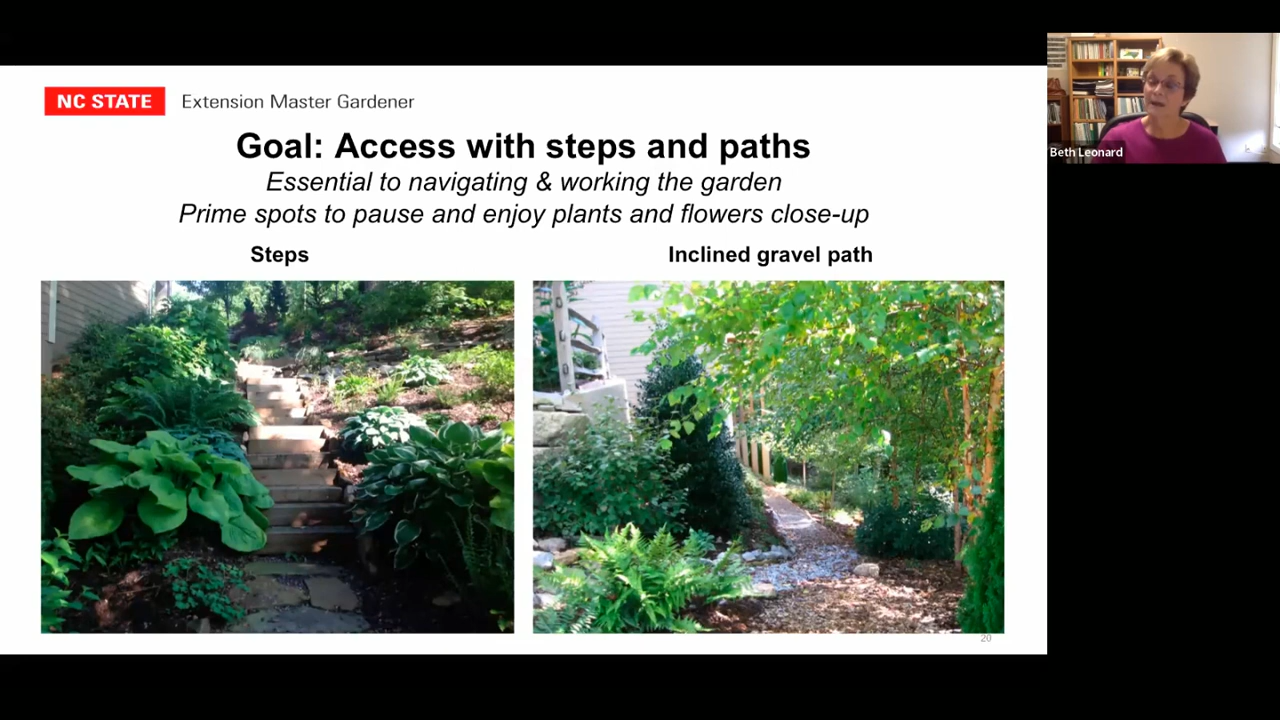 NC STATE Extension Master Gardener
Goal: Access with steps and paths
Essential to navigating & working the garden
Prime spots to pause and enjoy plants and flowers close-up
Steps
Inclined gravel path
20
Beth Leonard